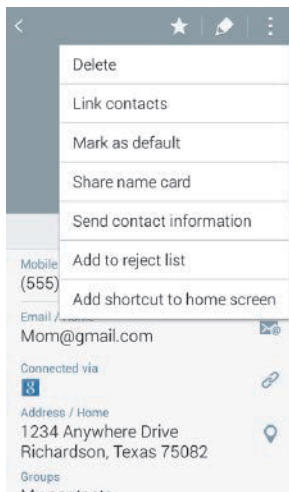 Delete
Link contacts
Mark as default
Share name card
Send contact information
Add to reject list
Add shortcut to home screen
Mobile
(555)
Email /
Mom@gmail.com
Connected via
8
Address / Home
1234 Anywhere Drive
Richardson, Texas 75082
Groups